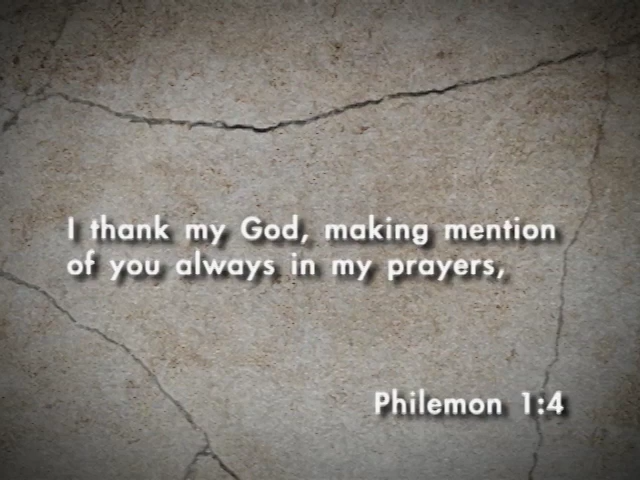 I thank my God, making mention
of you always in my prayers,
Philemon 1:4